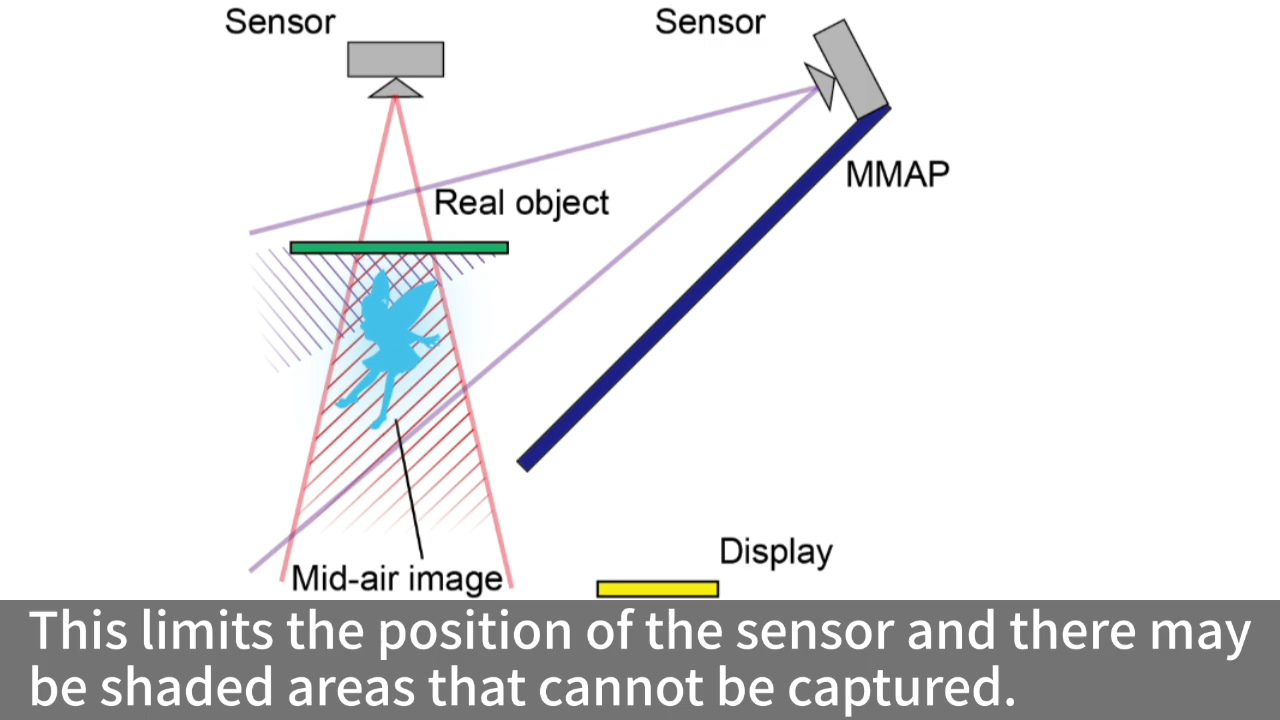 Sensor
Sensor
MMAP
Real object
Display
Mid-air image
This limits the position of the sensor and there may
be shaded areas that cannot be captured.